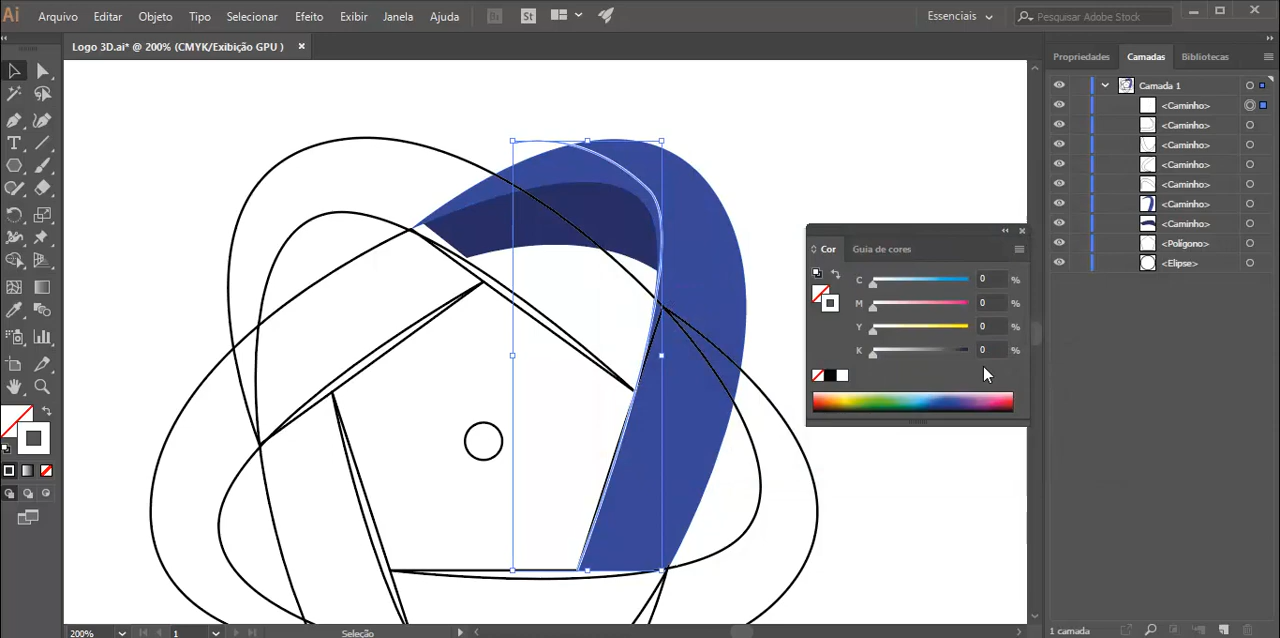 Ai Arquivo Editar Objeto Tipo Selecionar Efeito Exibir Janela Ajuda Br St Essenciais Pesquisar Adobe Stock
Logo 3D.ai* @ 200% (CMYK/Exibição GPU ) ×
Propriedades Camadas Bibliotecas
Camada 1
<Caminho>
<Caminho>
<Caminho>
<Caminho>
<Caminho>
<Caminho>
<Caminho>
<Polígono>
<Elipse>
Cor Guia de cores
C 0 %
M 0 %
Y 0 %
K 0 %
200% 1 Seleção
1 camada